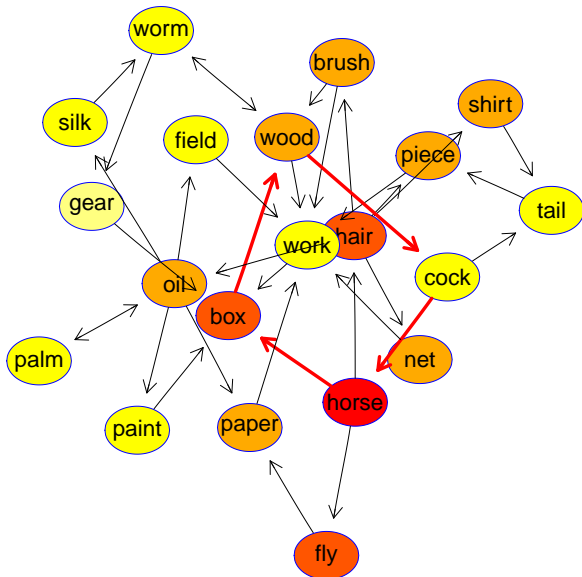 worm
brush
shirt
silk
field
wood
piece
gear
tail
work
hair
oil
cock
box
palm
net
horse
paint
paper
fly